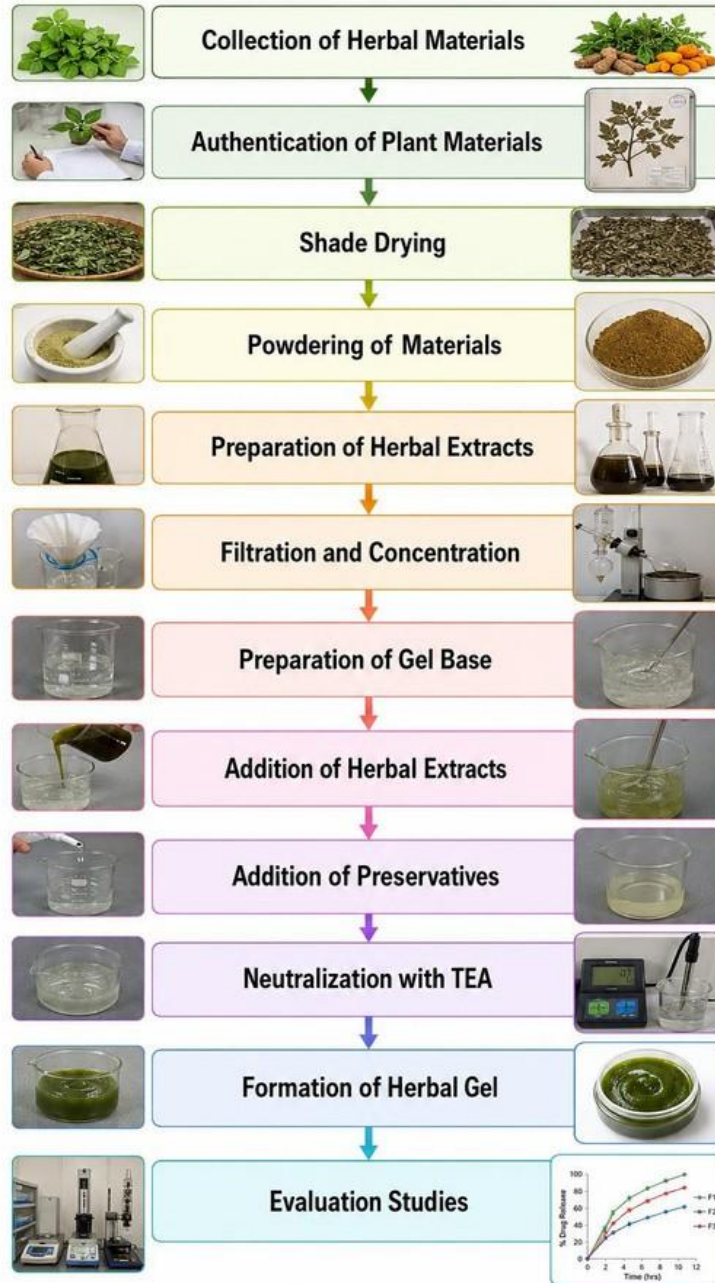 Collection of Herbal Materials
Authentication of Plant Materials
Shade Drying
Powdering of Materials
Preparation of Herbal Extracts
Filtration and Concentration
Preparation of Gel Base
Addition of Herbal Extracts
Addition of Preservatives
Neutralization with TEA
Formation of Herbal Gel
Evaluation Studies
% Drug Release
100
80
60
40
20
0
0 2 4 6 8 10 12
Time (hrs)
F1
F2
F3